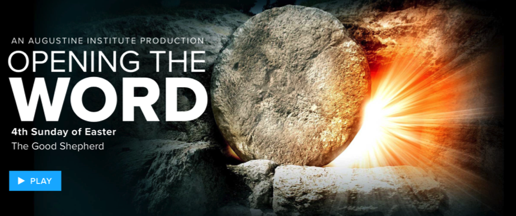 AN AUGUSTINE INSTITUTE PRODUCTION
OPENING THE
WORD
4th Sunday of Easter
The Good Shepherd
PLAY